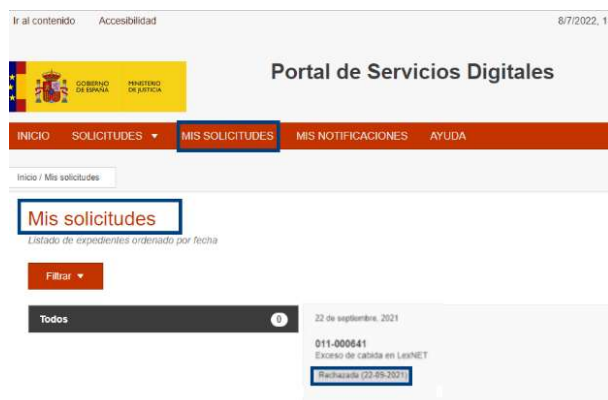 Ir al contenido Accesibilidad 8/7/2022, 1
GOBIERNO DE ESPAÑA MINISTERIO DE JUSTICIA
Portal de Servicios Digitales
INICIO SOLICITUDES MIS SOLICITUDES MIS NOTIFICACIONES AYUDA
Inicio / Mis solicitudes
Mis solicitudes
Listado de expedientes ordenado por fecha
Filtrar
Todos 0
22 de septiembre, 2021
011-000641
Exceso de cabida en LexNET
Rechazada (22-09-2021)